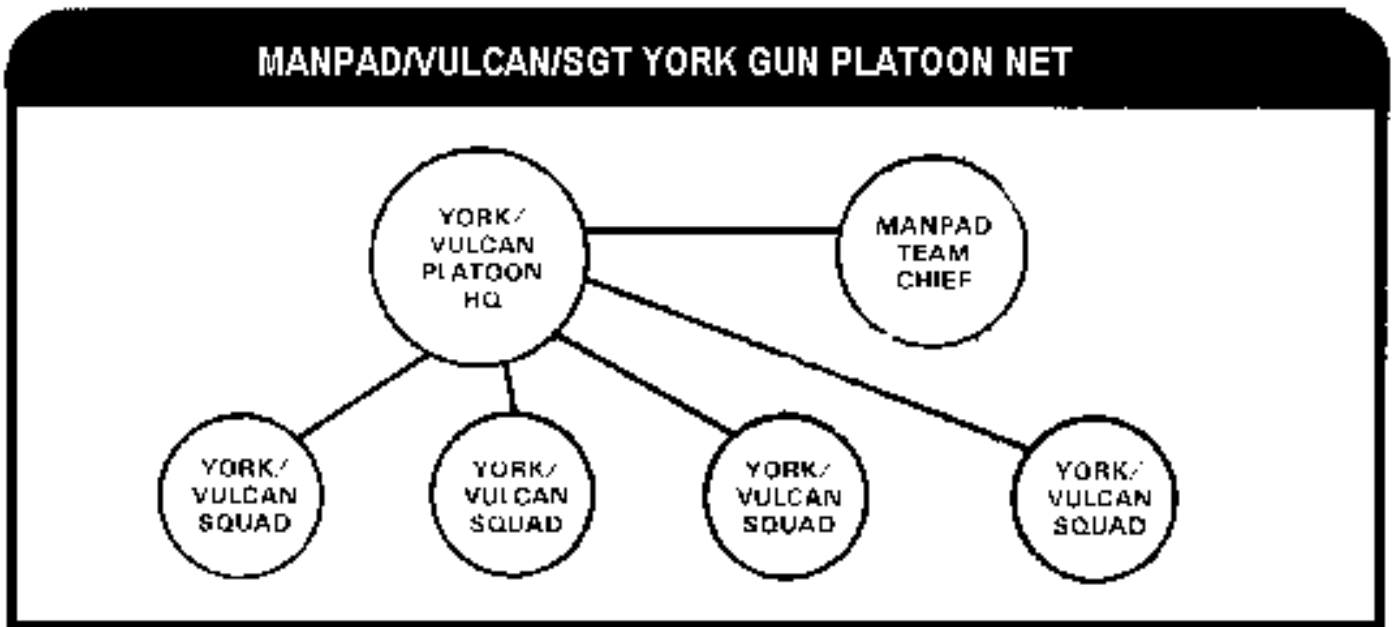 MANPAD/VULCAN/SGT YORK GUN PLATOON NET
YORK/
VULCAN
PLATOON
HQ
MANPAD
TEAM
CHIEF
YORK/
VULCAN
SQUAD
YORK/
VULCAN
SQUAD
YORK/
VULCAN
SQUAD
YORK/
VULCAN
SQUAD